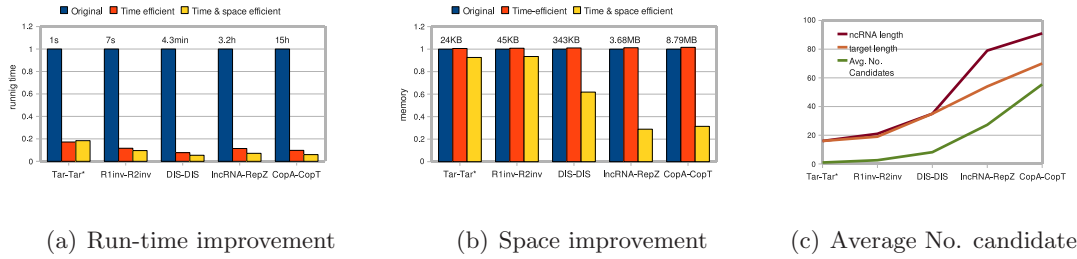 Original Time efficient Time & space efficient
1.2
1
0.8
0.6
0.4
0.2
0
runnig time
1s 7s 4.3min 3.2h 15h
Tar-Tar* R1inv-R2inv DIS-DIS IncRNA-RepZ CopA-CopT
(a) Run-time improvement
Original Time-efficient Time & space efficient
1.2
1
0.8
0.6
0.4
0.2
0
memory
24KB 45KB 343KB 3.68MB 8.79MB
Tar-Tar* R1inv-R2inv DIS-DIS IncRNA-RepZ CopA-CopT
(b) Space improvement
100
80
60
40
20
0
ncRNA length
target length
Avg. No.
Candidates
Tar-Tar* R1inv-R2inv DIS-DIS IncRNA-RepZ CopA-CopT
(c) Average No. candidate